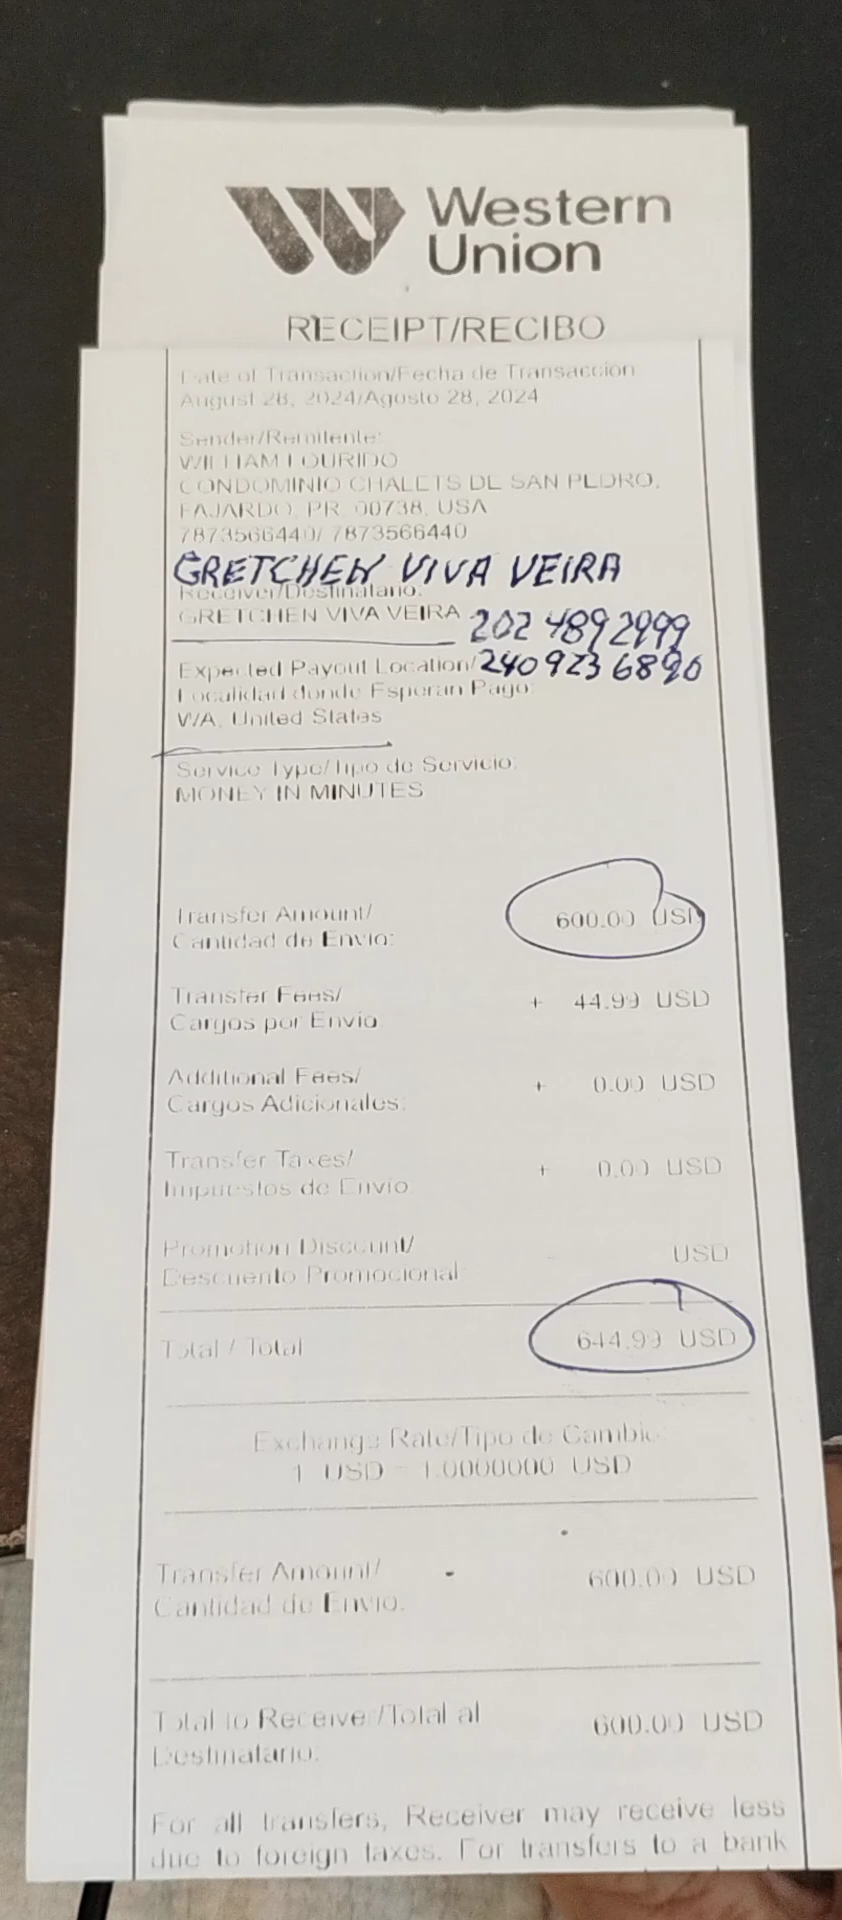 Western
Union
RECEIPT/RECIBO
Date of Transaction/Fecha de Transaccion
August 28, 2024/Agosto 28, 2024
Sender/Remitente:
WILLIAM LOURIDO
CONDOMINIO CHALETS DE SAN PEDRO,
FAJARDO, PR, 00738, USA
7873566440/ 7873566440
GRETCHEN VIVA VEIRA
Receiver/Destinatario:
GRETCHEN VIVA VEIRA 202 489 2999
Expected Payout Location/ 240 923 6890
Localidad donde Esperan Pago:
WA, United States
Service Type/Tipo de Servicio:
MONEY IN MINUTES
Transfer Amount/
Cantidad de Envio: 600.00 USD
Transfer Fees/
Cargos por Envio + 44.99 USD
Additional Fees/
Cargos Adicionales: + 0.00 USD
Transfer Taxes/
Impuestos de Envio + 0.00 USD
Promotion Discount/ USD
Descuento Promocional
Total / Total 644.99 USD
Exchange Rate/Tipo de Cambio:
1 USD = 1.0000000 USD
Transfer Amount/
Cantidad de Envio: 600.00 USD
Total to Receiver/Total al
Destinatario: 600.00 USD
For all transfers, Receiver may receive less
due to foreign taxes. For transfers to a bank